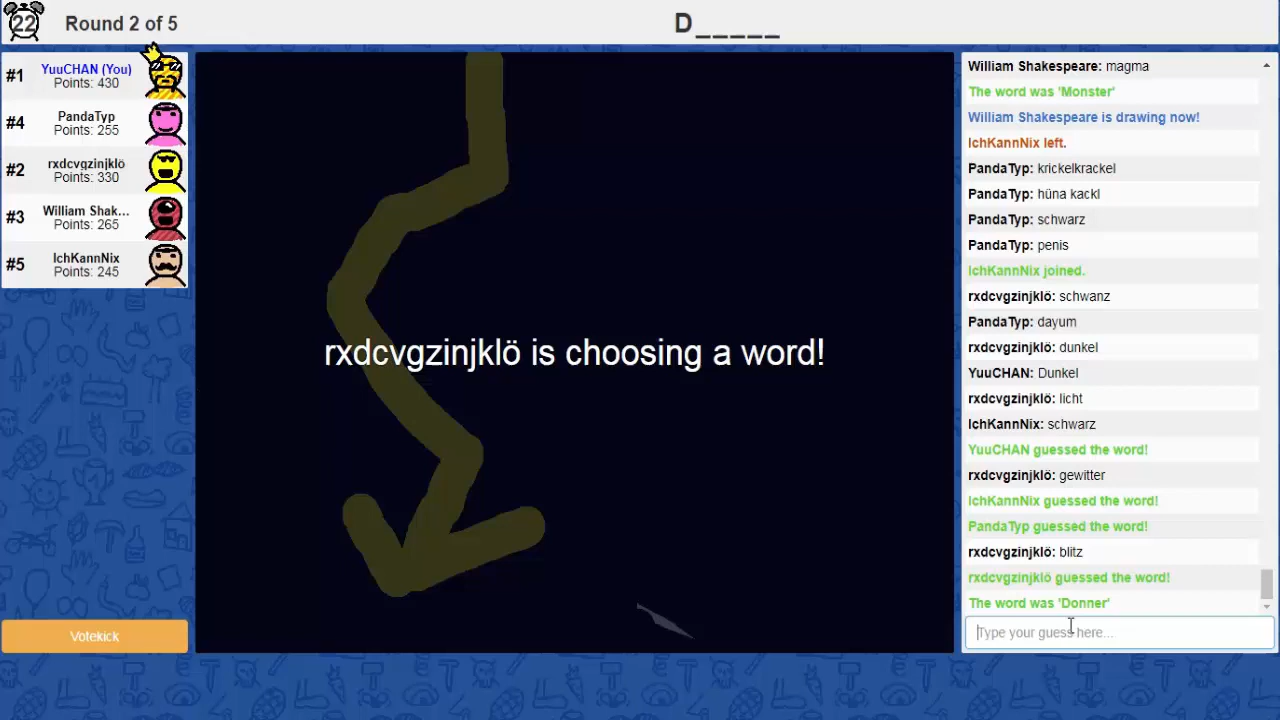 22 Round 2 of 5 D_____
#1 YuuCHAN (You)
Points: 430
#4 PandaTyp
Points: 255
#2 rxdcvgzinjklö
Points: 330
#3 William Shak...
Points: 265
#5 IchKannNix
Points: 245
Votekick
rxdcvgzinjklö is choosing a word!
William Shakespeare: magma
The word was 'Monster'
William Shakespeare is drawing now!
IchKannNix left.
PandaTyp: krickelkrackel
PandaTyp: hüna kackl
PandaTyp: schwarz
PandaTyp: penis
IchKannNix joined.
rxdcvgzinjklö: schwanz
PandaTyp: dayum
rxdcvgzinjklö: dunkel
YuuCHAN: Dunkel
rxdcvgzinjklö: licht
IchKannNix: schwarz
YuuCHAN guessed the word!
rxdcvgzinjklö: gewitter
IchKannNix guessed the word!
PandaTyp guessed the word!
rxdcvgzinjklö: blitz
rxdcvgzinjklö guessed the word!
The word was 'Donner'
Type your guess here...